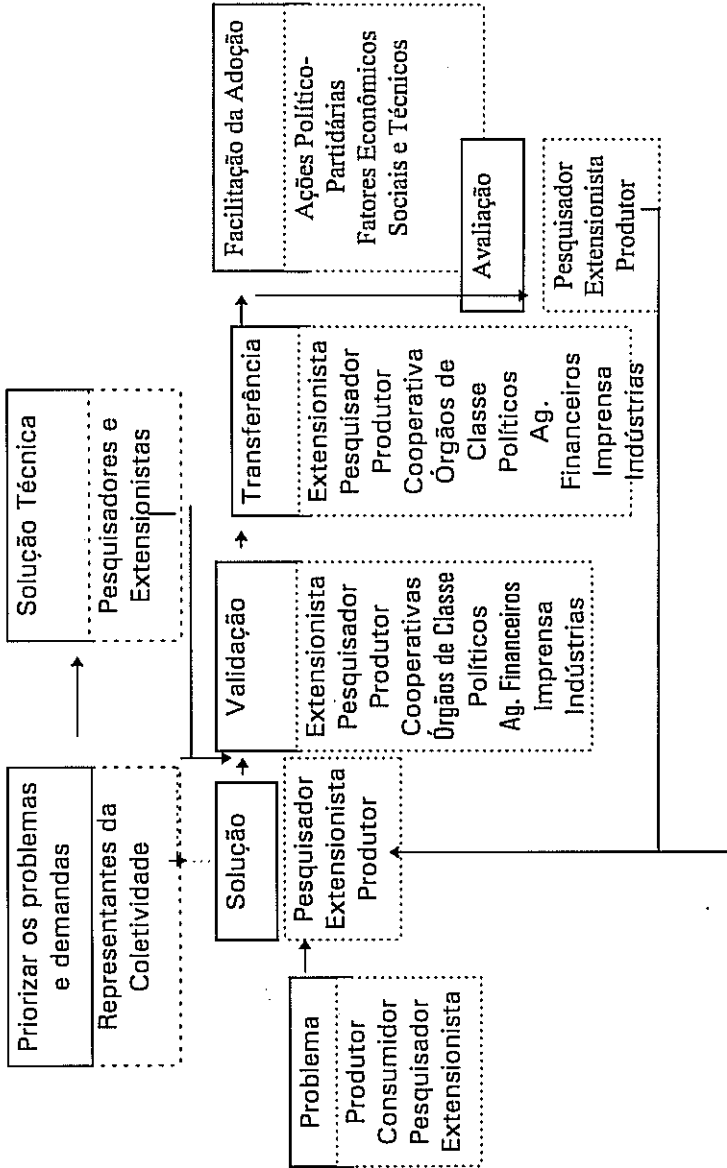 Priorizar os problemas
e demandas
Representantes da
Coletividade
Solução Técnica
Pesquisadores e
Extensionistas
Problema
Produtor
Consumidor
Pesquisador
Extensionista
Solução
Pesquisador
Extensionista
Produtor
Validação
Extensionista
Pesquisador
Produtor
Cooperativas
Órgãos de Classe
Políticos
Ag. Financeiros
Imprensa
Indústrias
Transferência
Extensionista
Pesquisador
Produtor
Cooperativa
Órgãos de
Classe
Políticos
Ag.
Financeiros
Imprensa
Indústrias
Facilitação da Adoção
Ações Político-
Partidárias
Fatores Econômicos
Sociais e Técnicos
Avaliação
Pesquisador
Extensionista
Produtor